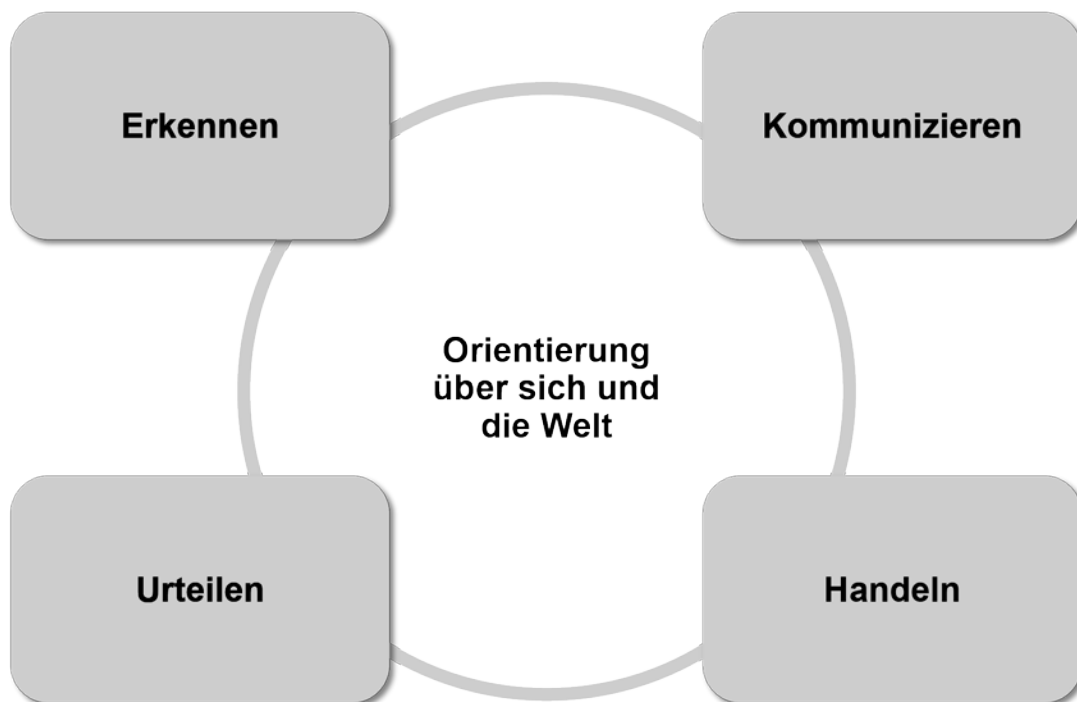 Erkennen
Kommunizieren
Orientierung
über sich und
die Welt
Urteilen
Handeln